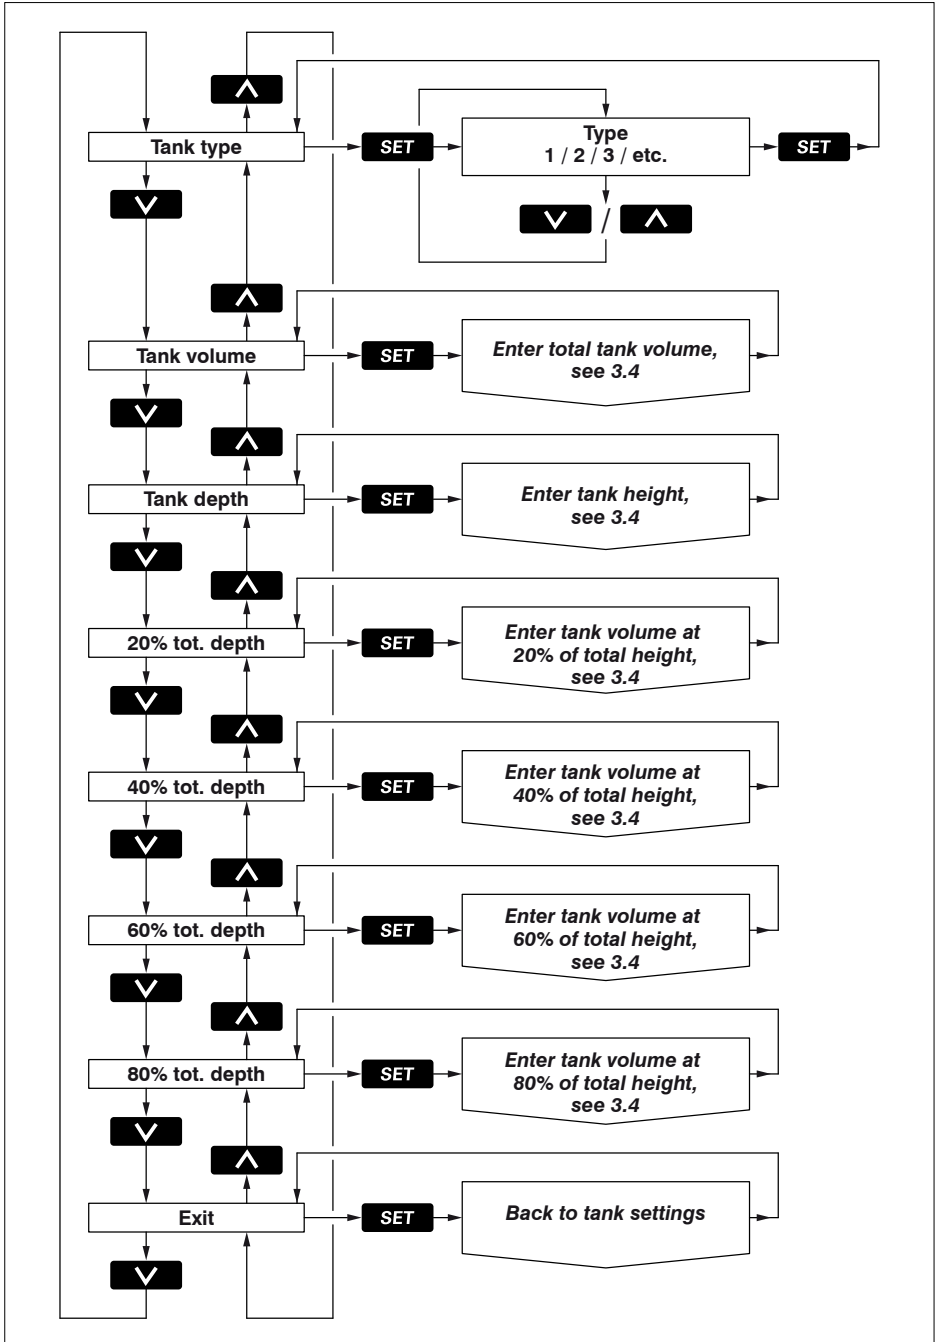 Tank type
SET
Type
1 / 2 / 3 / etc.
SET
/
Tank volume
SET
Enter total tank volume,
see 3.4
Tank depth
SET
Enter tank height,
see 3.4
20% tot. depth
SET
Enter tank volume at
20% of total height,
see 3.4
40% tot. depth
SET
Enter tank volume at
40% of total height,
see 3.4
60% tot. depth
SET
Enter tank volume at
60% of total height,
see 3.4
80% tot. depth
SET
Enter tank volume at
80% of total height,
see 3.4
Exit
SET
Back to tank settings